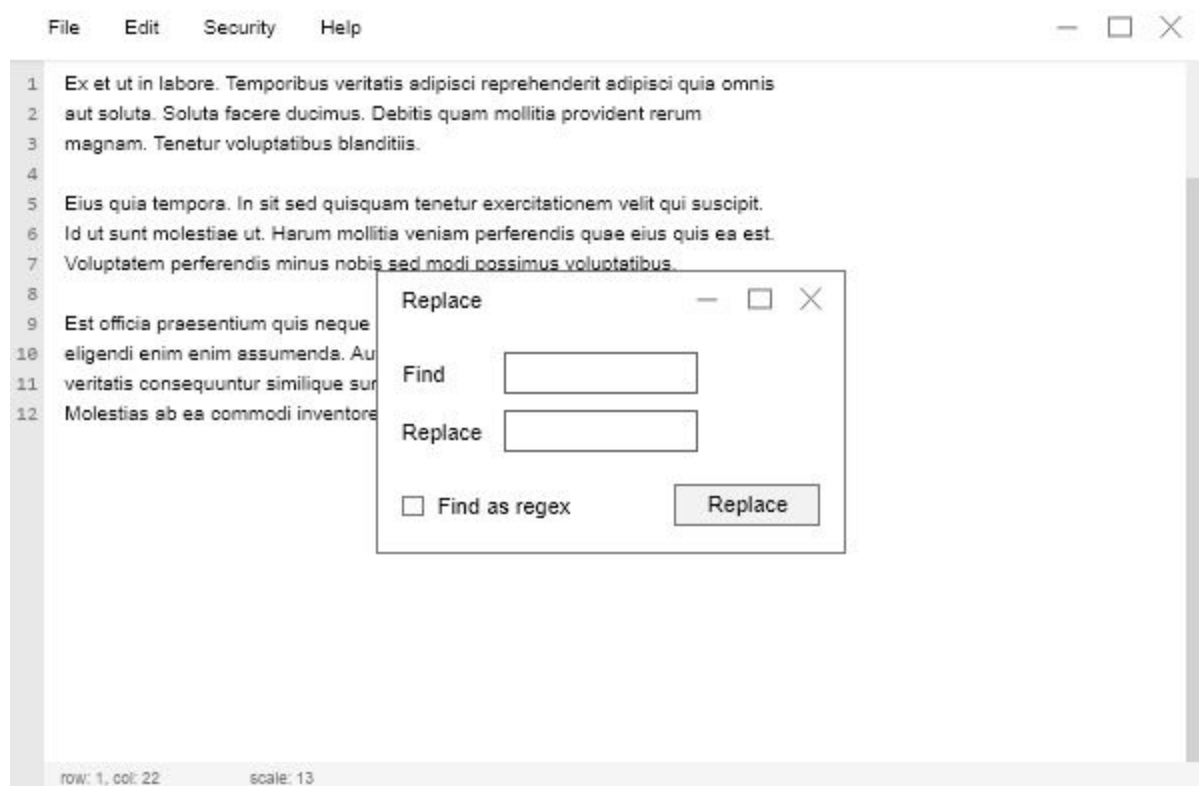 File Edit Security Help
1 Ex et ut in labore. Temporibus veritatis adipisci reprehenderit adipisci quia omnis
2 aut soluta. Soluta facere ducimus. Debitis quam mollitia provident rerum
3 magnam. Tenetur voluptatibus blanditiis.
4
5 Eius quia tempora. In sit sed quisquam tenetur exercitationem velit qui suscipit.
6 Id ut sunt molestiae ut. Harum mollitia veniam perferendis quae eius quis ea est.
7 Voluptatem perferendis minus nobis sed modi possimus voluptatibus.
8
9 Est officia praesentium quis neque
10 eligendi enim enim assumenda.
11 veritatis consequuntur similique
12 Molestias ab ea commodi inventore
Replace
Find
Replace
Find as regex Replace
row: 1, col: 22 scale: 13